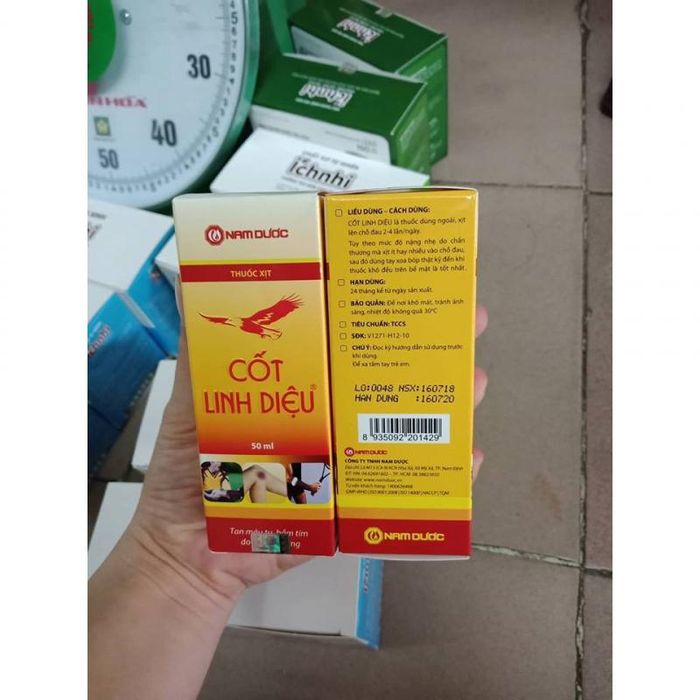 30
40
50
ichnhi
ichnhi
NAM DƯỢC
THUỐC XỊT
CỐT
LINH DIỆU®
50 ml
Tan máu tụ, bầm tím
LIỀU DÙNG – CÁCH DÙNG:
CỐT LINH DIỆU là thuốc dùng ngoài, xịt
lên chỗ đau 2-4 lần/ngày.
Tùy theo mức độ nặng nhẹ do chấn
thương mà xịt ít hay nhiều vào chỗ đau,
sau đó dùng tay xoa bóp thật kỹ đến khi
thuốc khô đều trên bề mặt là tốt nhất.
HẠN DÙNG:
24 tháng kể từ ngày sản xuất.
BẢO QUẢN: Để nơi khô mát, tránh ánh
sáng, nhiệt độ không quá 30°C
TIÊU CHUẨN: TCCS
SĐK: V1271-H12-10
CHÚ Ý: Đọc kỹ hướng dẫn sử dụng trước
khi dùng.
Để xa tầm tay trẻ em.
LO:0048 NSX:160718
HAN DUNG :160720
8 935092 201429
NAM DƯỢC
CÔNG TY TNHH NAM DƯỢC
Website: www.namduoc.vn
NAM DƯỢC